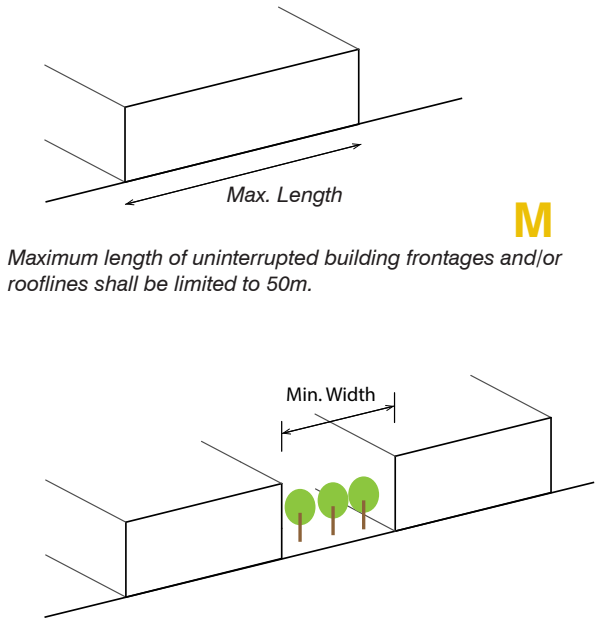 Max. Length
M
Maximum length of uninterrupted building frontages and/or
rooflines shall be limited to 50m.
Min. Width